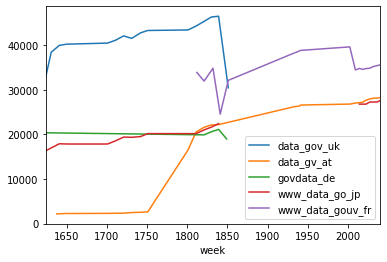 40000
30000
20000
10000
0
1650 1700 1750 1800 1850 1900 1950 2000
week
data_gov_uk
data_gv_at
govdata_de
www_data_go_jp
www_data_gouv_fr